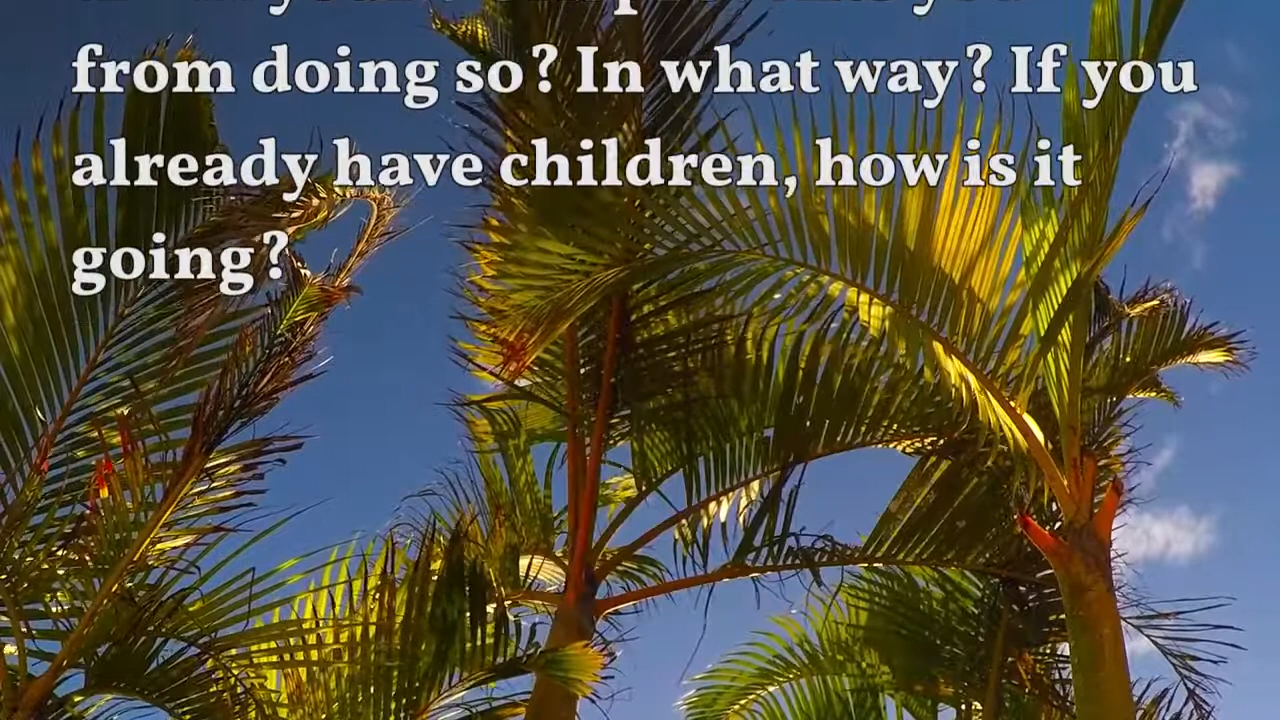 from doing so? In what way? If you
already have children, how is it
going?